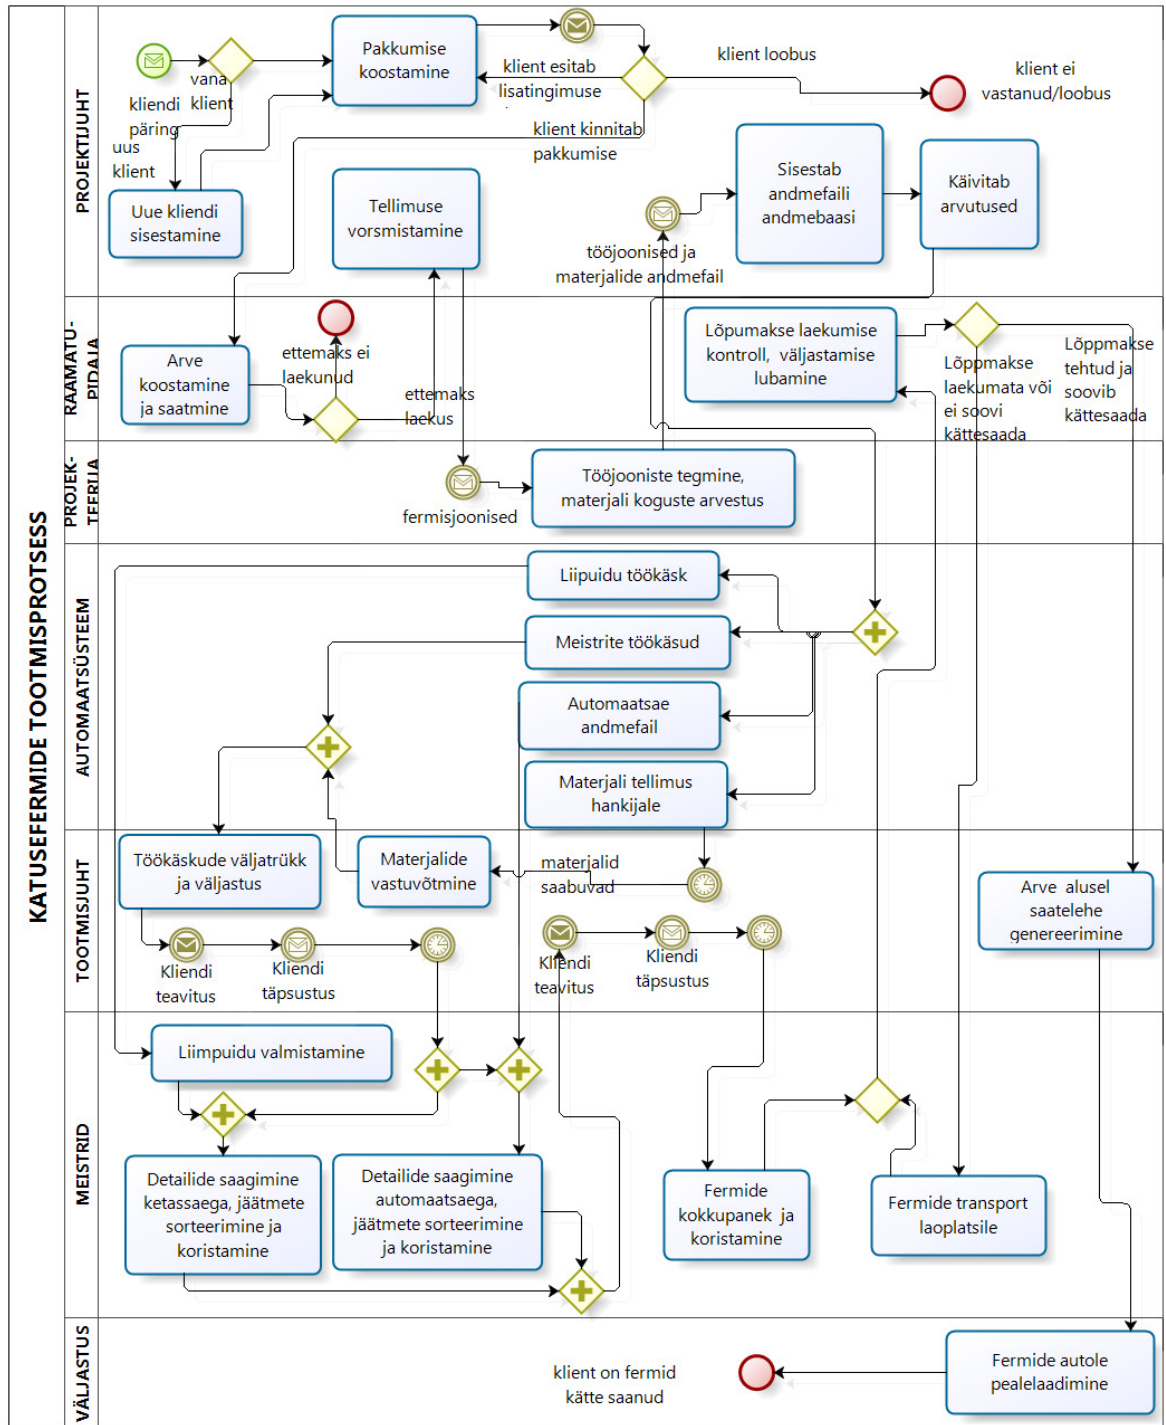 KATUSEFERMIDE TOOTMISPROTSESS
PROJEKTIJUHT
kliendi
päring
vana
klient
uus
klient
Uue kliendi
sisestamine
Pakkumise
koostamine
klient esitab
lisatingimuse
klient loobus
klient ei
vastanud/loobus
klient kinnitab
pakkumise
Tellimuse
vorsmistamine
tööjoonised ja
materjalide andmefail
Sisestab
andmefaili
andmebaasi
Käivitab
arvutused
RAAMATU-
PIDAJA
Arve
koostamine
ja saatmine
ettemaks ei
laekunud
ettemaks
laekus
Lõpumakse laekumise
kontroll, väljastamise
lubamine
Lõppmakse
laekumata või
ei soovi
kättesaada
Lõppmakse
tehtud ja
soovib
kättesaada
PROJEK-
TEERIJA
fermisjoonised
Tööjooniste tegmine,
materjali koguste arvestus
AUTOMAATSÜSTEEM
Liipuidu töökäsk
Meistrite töökäsud
Automaatsae
andmefail
Materjali tellimus
hankijale
TOOTMISJUHT
Töökäskude väljatrükk
ja väljastus
Materjalide
vastuvõtmine
materjalid
saabuvad
Kliendi
teavitus
Kliendi
täpsustus
Kliendi
teavitus
Kliendi
täpsustus
Arve alusel
saatelehe
genereerimine
MEISTRID
Liimpuidu valmistamine
Detailide saagimine
ketassaega, jäätmete
sorteerimine ja
koristamine
Detailide saagimine
automaatsaega,
jäätmete sorteerimine
ja koristamine
Fermide
kokkupanek ja
koristamine
Fermide transport
laoplatsile
VÄLJASTUS
klient on fermid
kätte saanud
Fermide autole
pealelaadimine